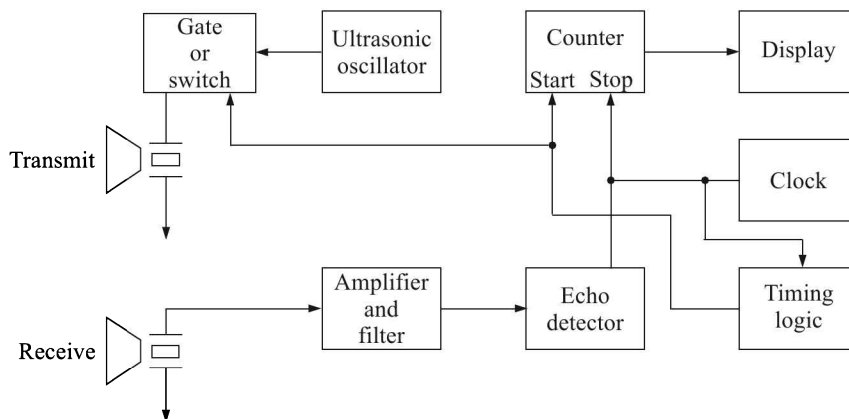 Gate
or
switch
Ultrasonic
oscillator
Counter
Start Stop
Display
Transmit
Clock
Amplifier
and
filter
Echo
detector
Timing
logic
Receive